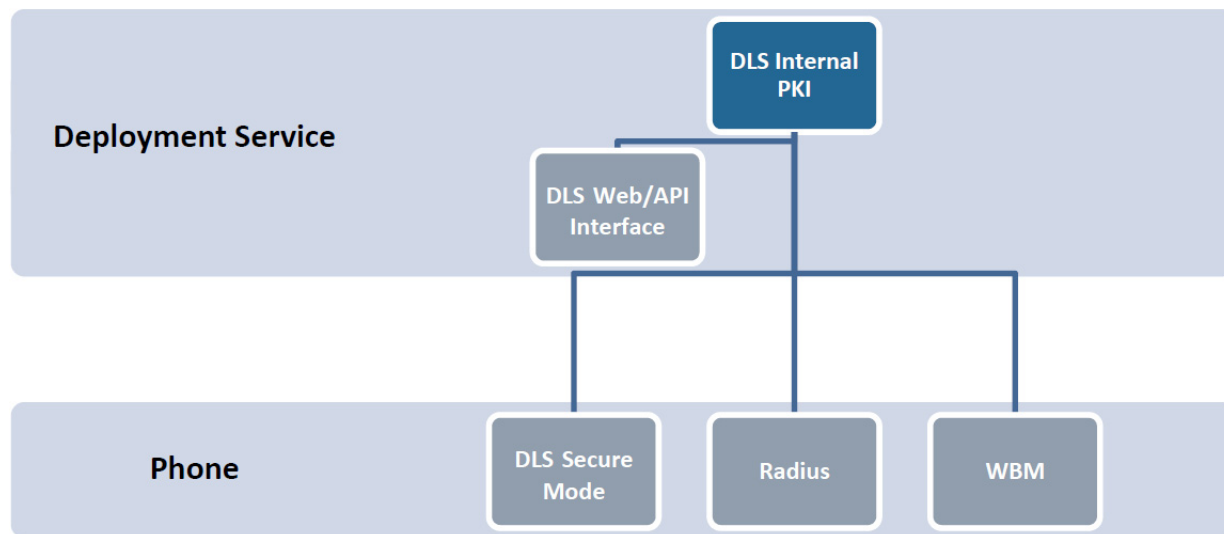 DLS Internal
PKI
Deployment Service
DLS Web/API
Interface
Phone
DLS Secure
Mode
Radius
WBM